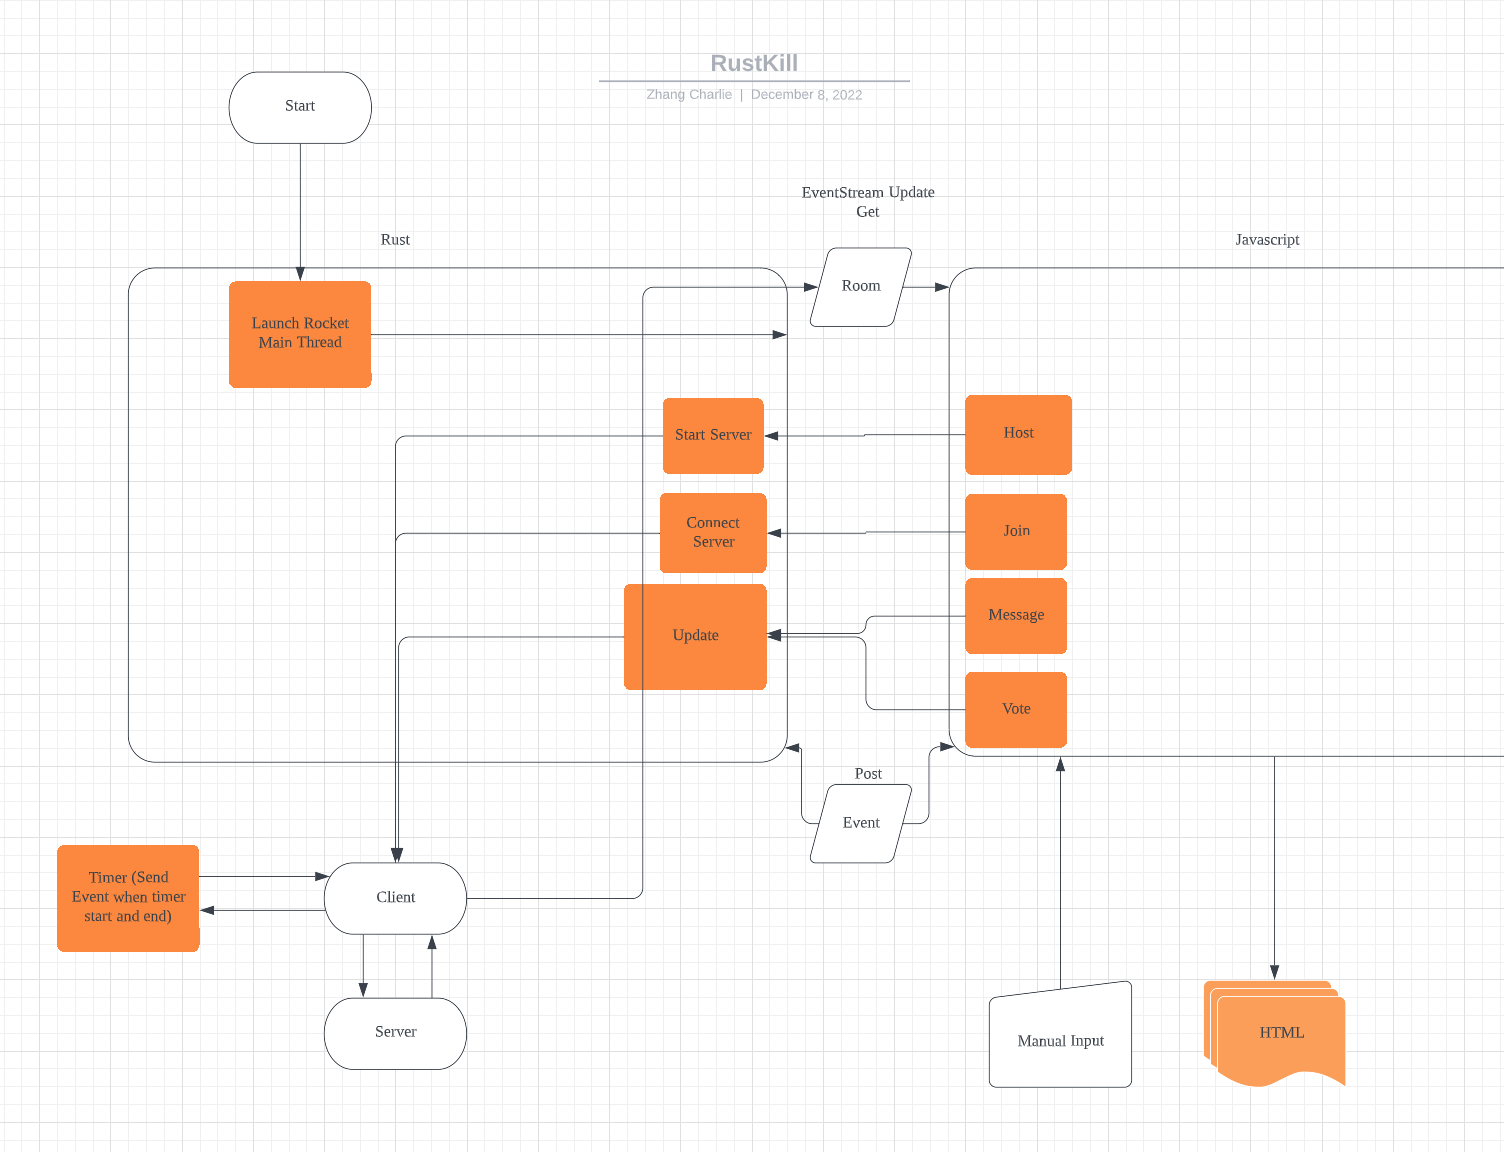 RustKill
Zhang Charlie | December 8, 2022
Start
EventStream Update
Get
Rust
Javascript
Room
Launch Rocket
Main Thread
Start Server
Host
Connect
Server
Join
Message
Update
Vote
Post
Event
Timer (Send
Event when timer
start and end)
Client
Server
Manual Input
HTML